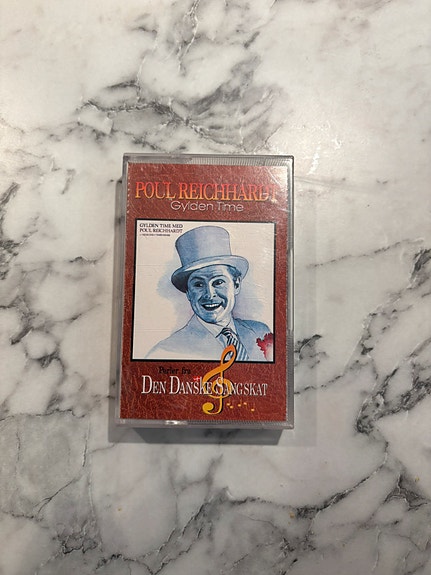 POUL REICHHARDT
Gylden Time
GYLDEN TIME MED
POUL REICHHARDT
Perler fra
DEN DANSKE SANGSKAT